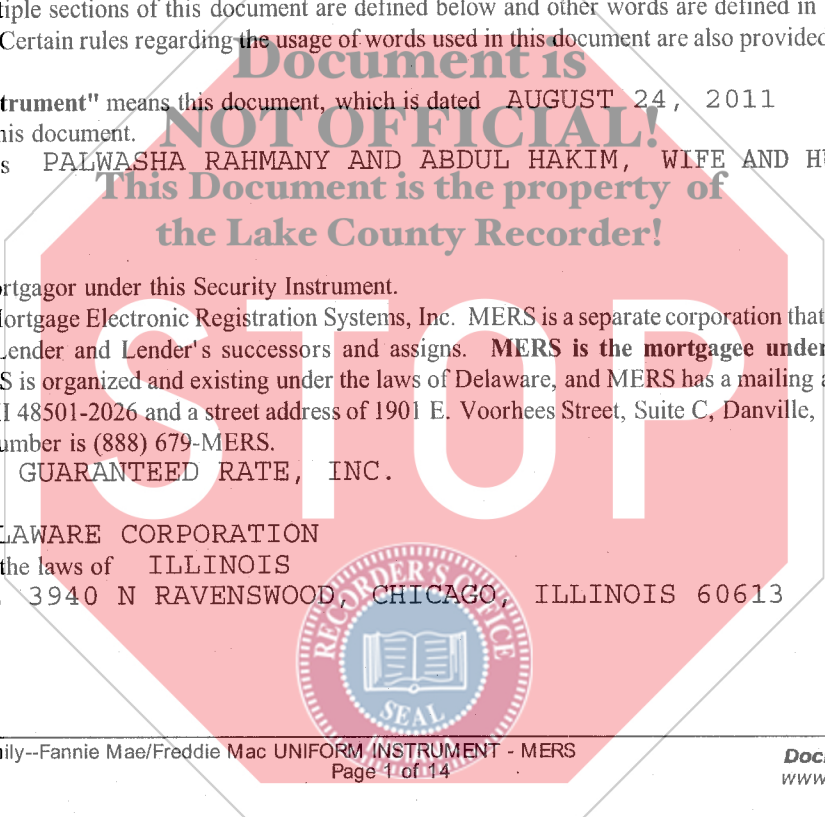 tiple sections of this document are defined below and other words are defined in
Certain rules regarding the usage of words used in this document are also provided
Document is
trument" means this document, which is dated AUGUST 24, 2011
NOT OFFICIAL!
his document.
s PALWASHA RAHMANY AND ABDUL HAKIM, WIFE AND HU
This Document is the property of
the Lake County Recorder!
ortgagor under this Security Instrument.
Mortgage Electronic Registration Systems, Inc. MERS is a separate corporation that
Lender and Lender's successors and assigns. MERS is the mortgagee under
S is organized and existing under the laws of Delaware, and MERS has a mailing a
I 48501-2026 and a street address of 1901 E. Voorhees Street, Suite C, Danville,
umber is (888) 679-MERS.
STOP
GUARANTEED RATE, INC.
LAWARE CORPORATION
the laws of ILLINOIS
3940 N RAVENSWOOD, CHICAGO, ILLINOIS 60613
RECORDER'S OFFICE
SEAL
INDIANA
ily--Fannie Mae/Freddie Mac UNIFORM INSTRUMENT - MERS
Page 1 of 14
Doc
www